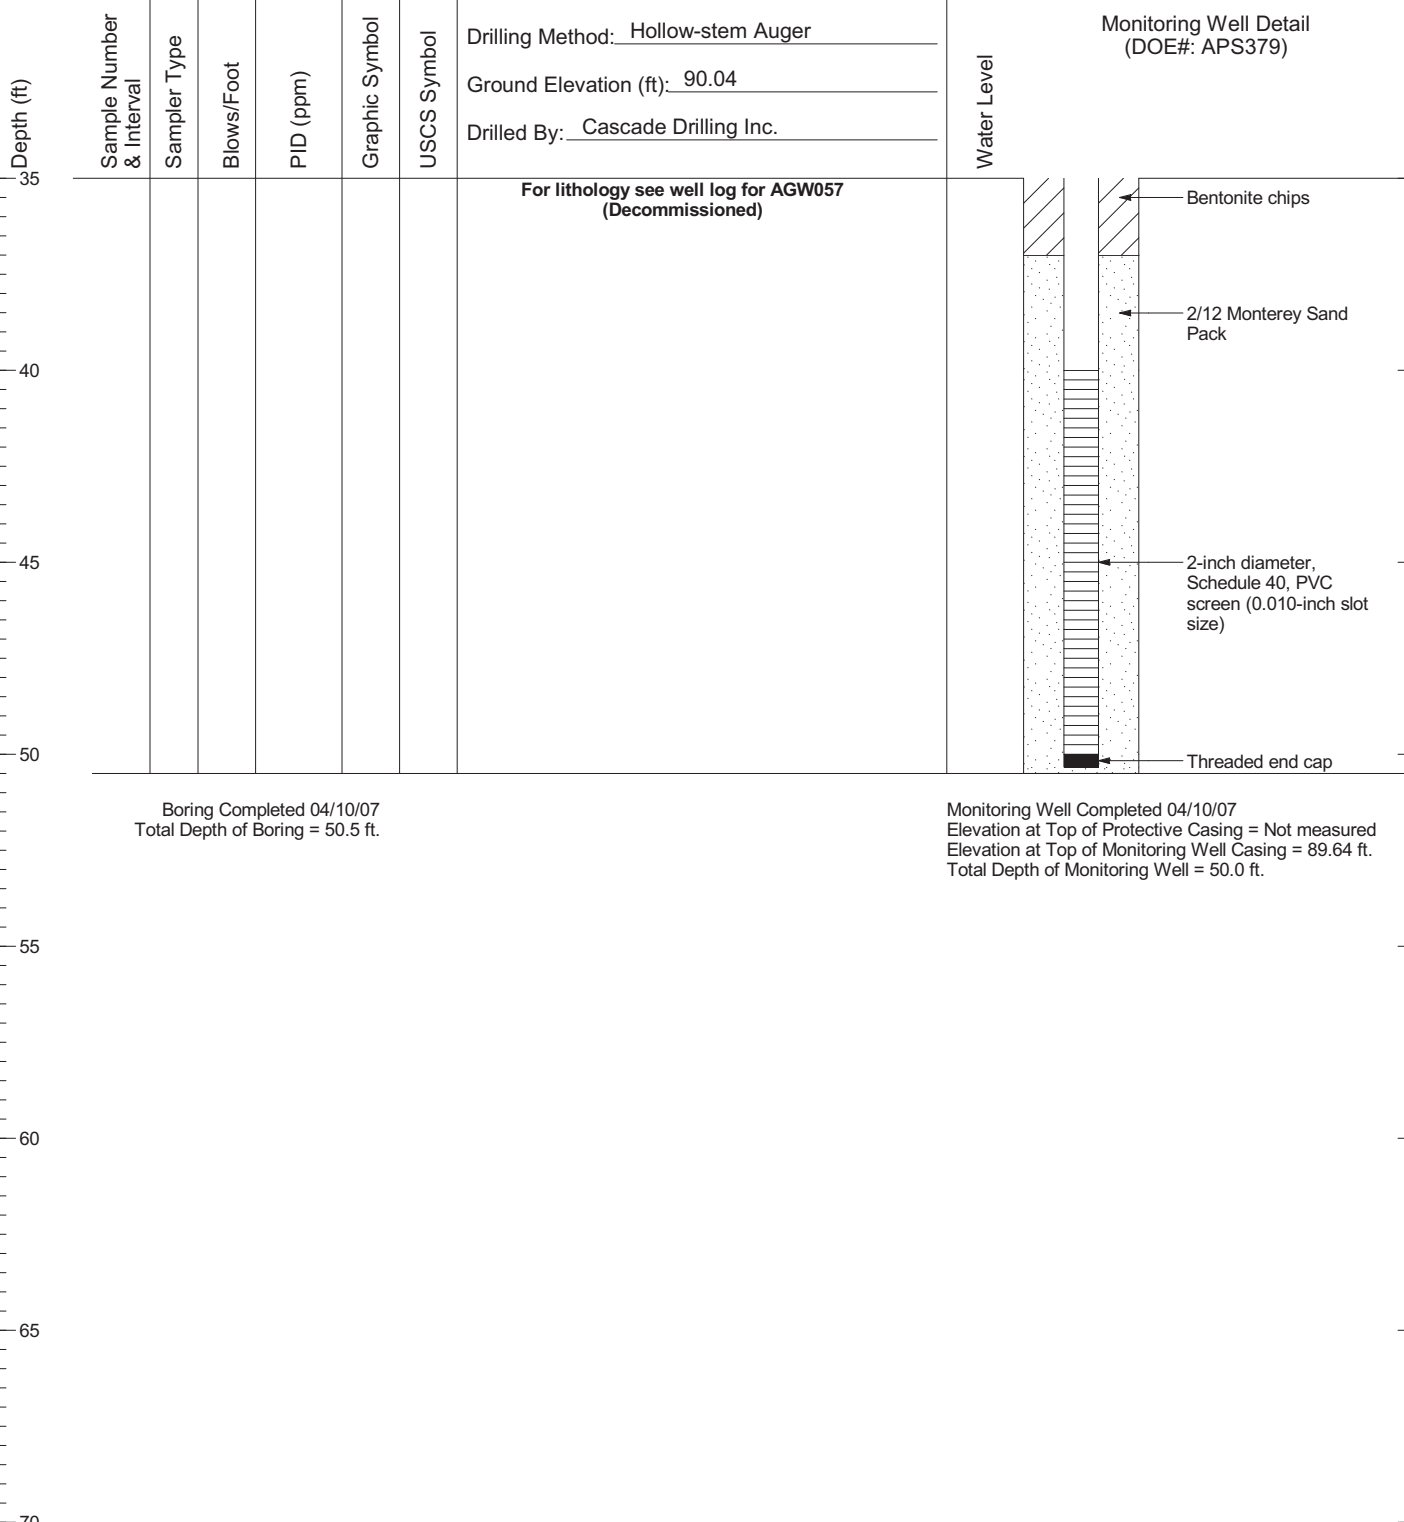 Depth (ft)
Sample Number
& Interval
Sampler Type
Blows/Foot
PID (ppm)
Graphic Symbol
USCS Symbol
Drilling Method: Hollow-stem Auger
Ground Elevation (ft): 90.04
Drilled By: Cascade Drilling Inc.
Water Level
Monitoring Well Detail
(DOE#: APS379)
35
For lithology see well log for AGW057
(Decommissioned)
Bentonite chips
2/12 Monterey Sand
Pack
40
45
2-inch diameter,
Schedule 40, PVC
screen (0.010-inch slot
size)
50
Threaded end cap
Boring Completed 04/10/07
Total Depth of Boring = 50.5 ft.
Monitoring Well Completed 04/10/07
Elevation at Top of Protective Casing = Not measured
Elevation at Top of Monitoring Well Casing = 89.64 ft.
Total Depth of Monitoring Well = 50.0 ft.
55
60
65
70